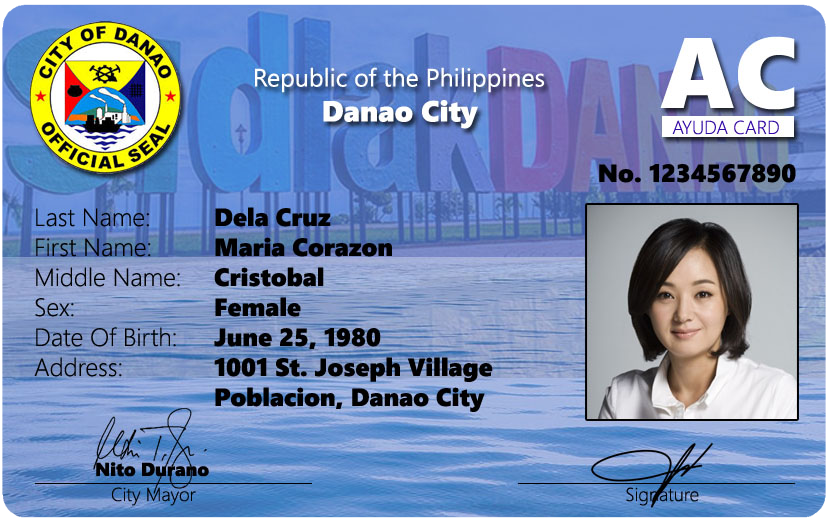 CITY OF DANAO
OFFICIAL SEAL
SidlakDANAO
Republic of the Philippines
Danao City
AC
AYUDA CARD
No. 1234567890
Last Name: Dela Cruz
First Name: Maria Corazon
Middle Name: Cristobal
Sex: Female
Date Of Birth: June 25, 1980
Address: 1001 St. Joseph Village
Poblacion, Danao City
Nito Durano
City Mayor
Signature